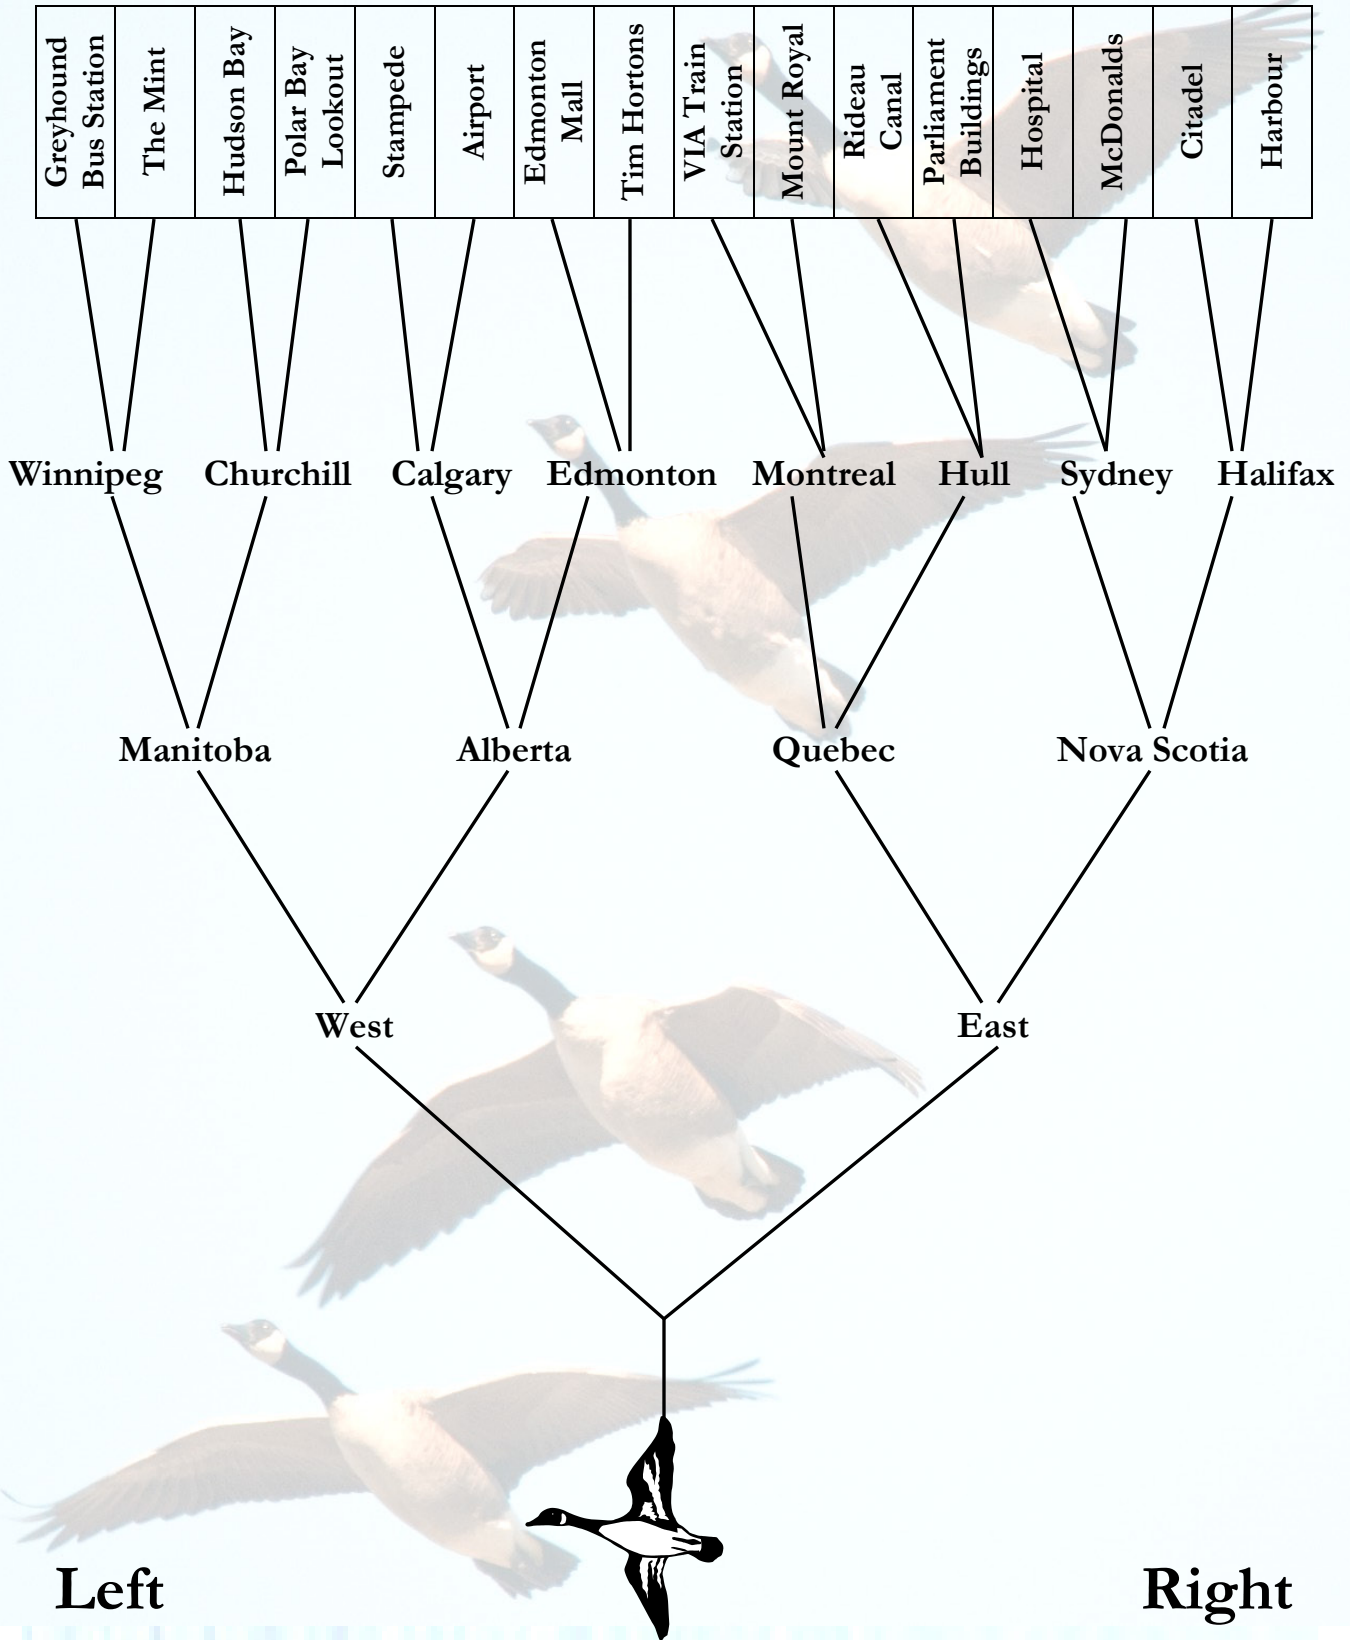 Greyhound
Bus Station
The Mint
Hudson Bay
Polar Bay
Lookout
Stampede
Airport
Edmonton
Mall
Tim Hortons
VIA Train
Station
Mount Royal
Rideau
Canal
Parliament
Buildings
Hospital
McDonalds
Citadel
Harbour
Winnipeg Churchill Calgary Edmonton Montreal Hull Sydney Halifax
Manitoba Alberta Quebec Nova Scotia
West East
Left Right